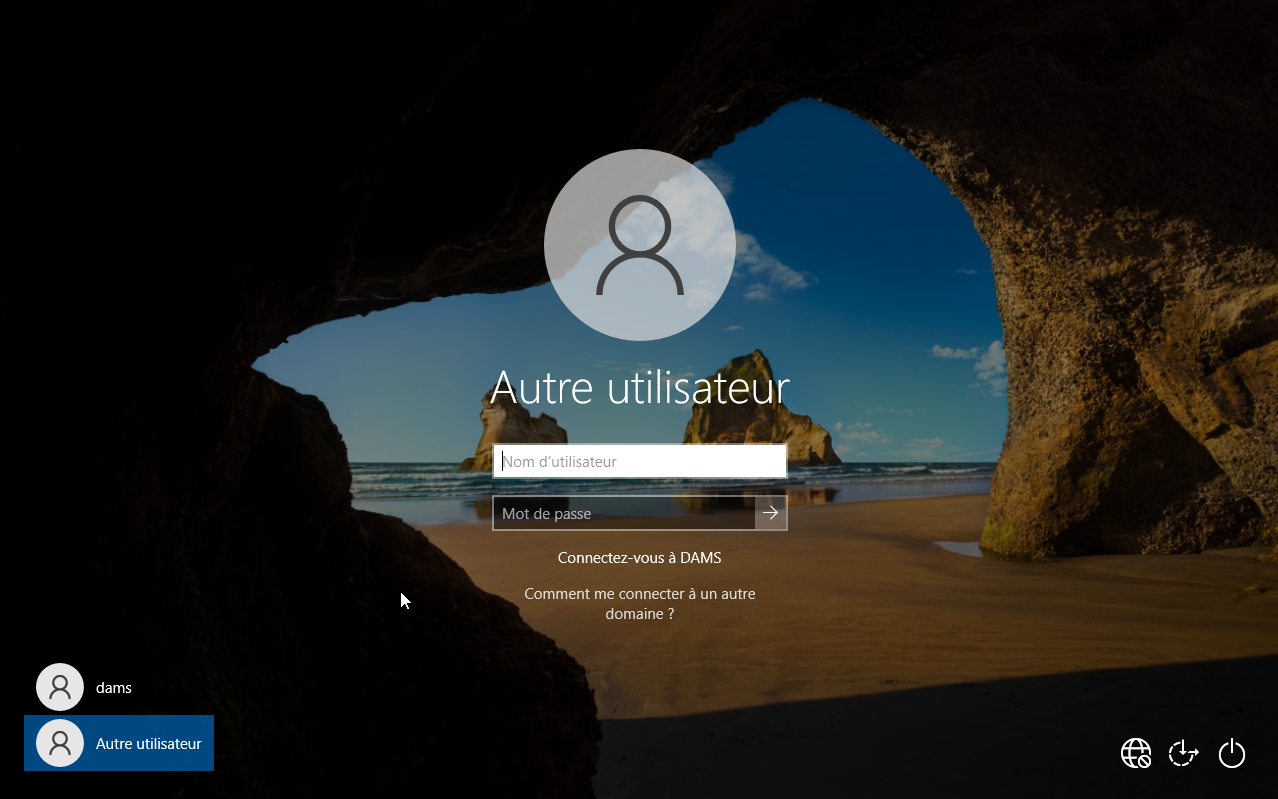 Autre utilisateur
Nom d'utilisateur
Mot de passe
Connectez-vous à DAMS
Comment me connecter à un autre
domaine ?
dams
Autre utilisateur